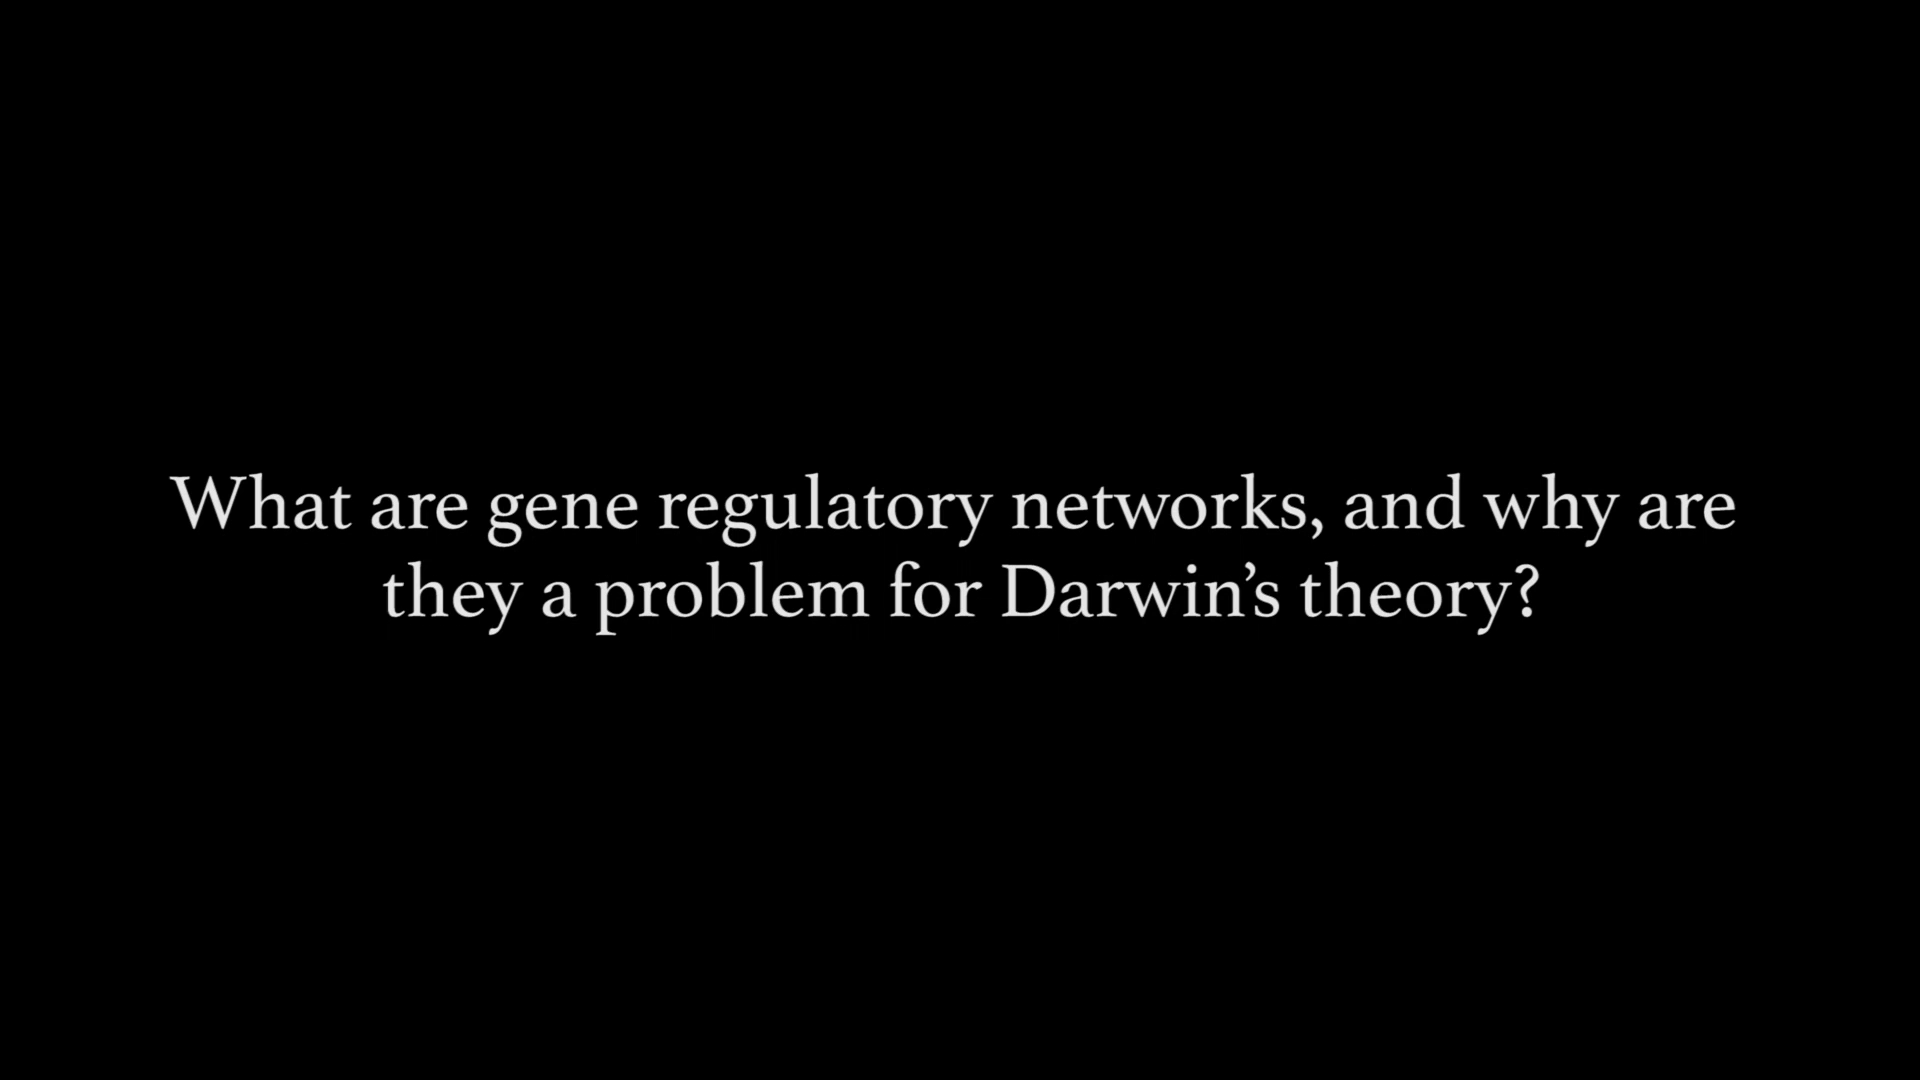 What are gene regulatory networks, and why are
they a problem for Darwin’s theory?